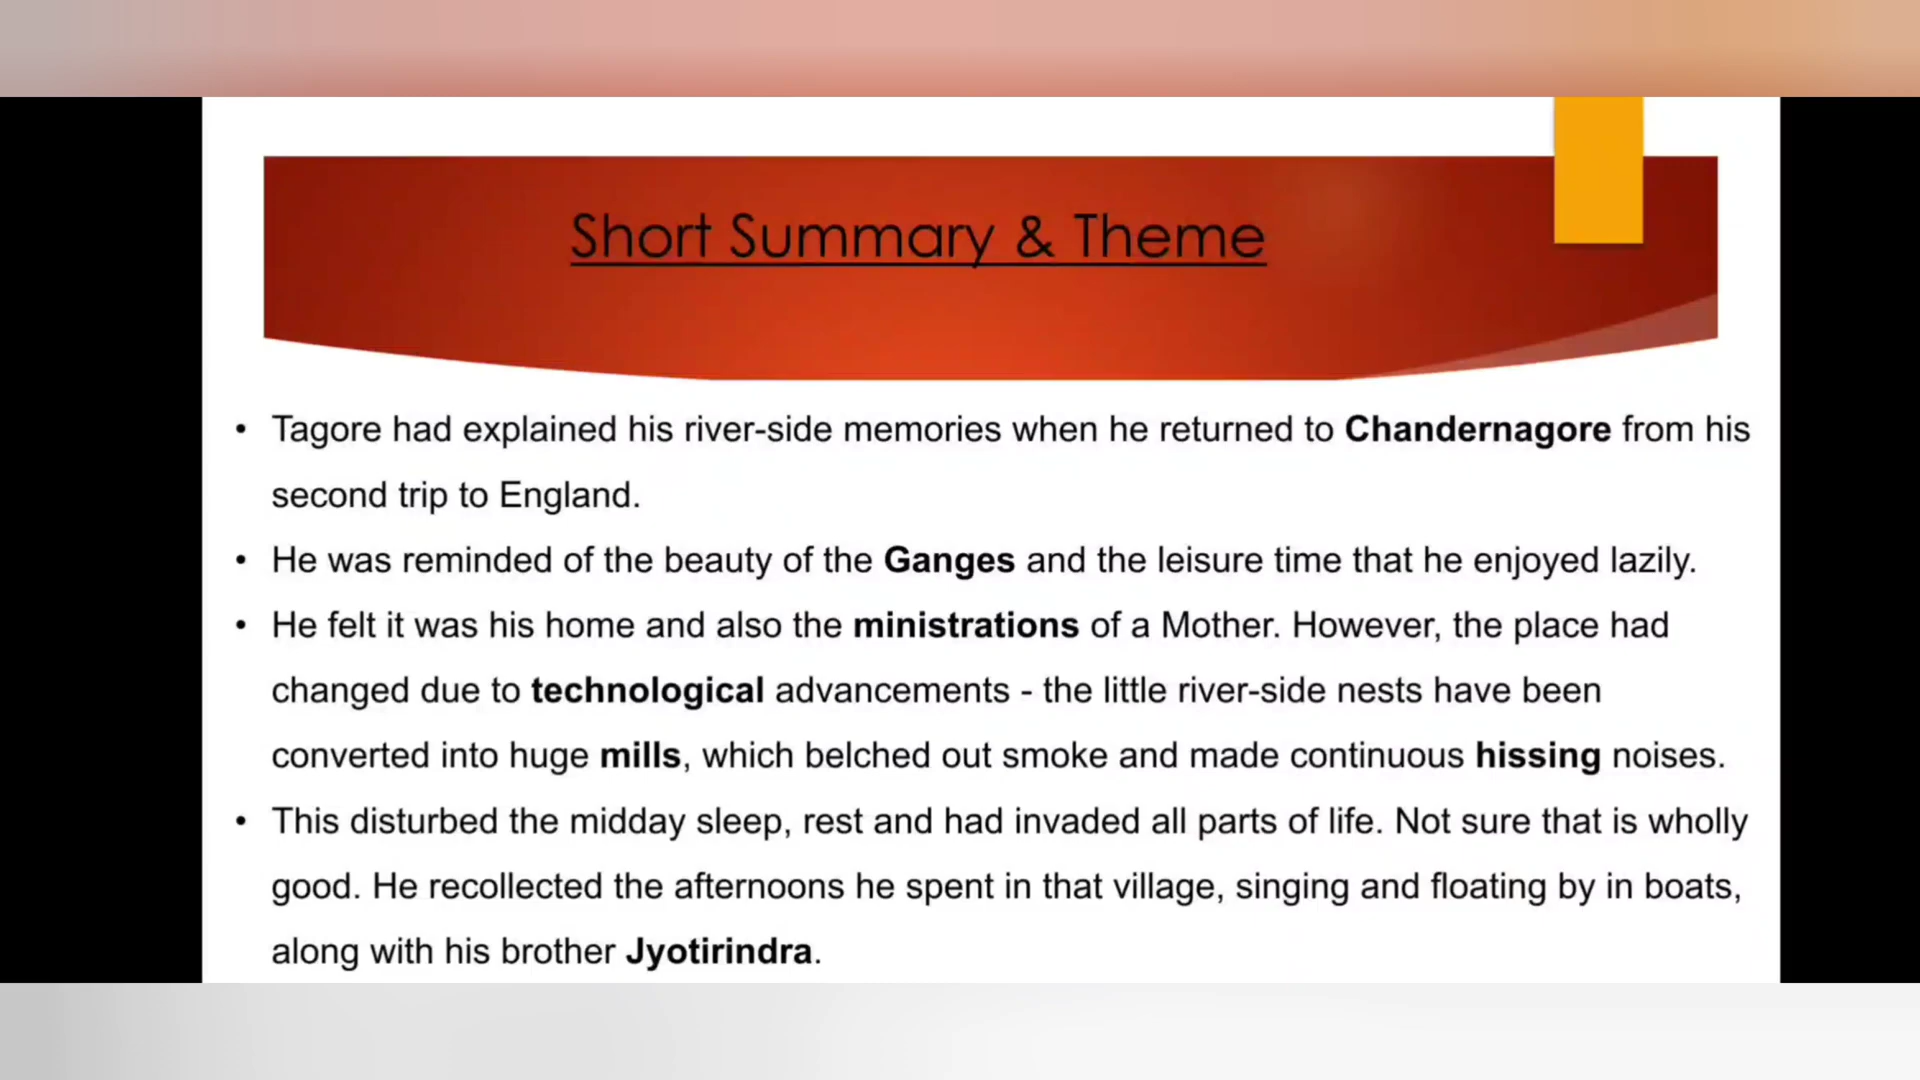 Short Summary & Theme
• Tagore had explained his river-side memories when he returned to Chandernagore from his
second trip to England.
• He was reminded of the beauty of the Ganges and the leisure time that he enjoyed lazily.
• He felt it was his home and also the ministrations of a Mother. However, the place had
changed due to technological advancements - the little river-side nests have been
converted into huge mills, which belched out smoke and made continuous hissing noises.
• This disturbed the midday sleep, rest and had invaded all parts of life. Not sure that is wholly
good. He recollected the afternoons he spent in that village, singing and floating by in boats,
along with his brother Jyotirindra.